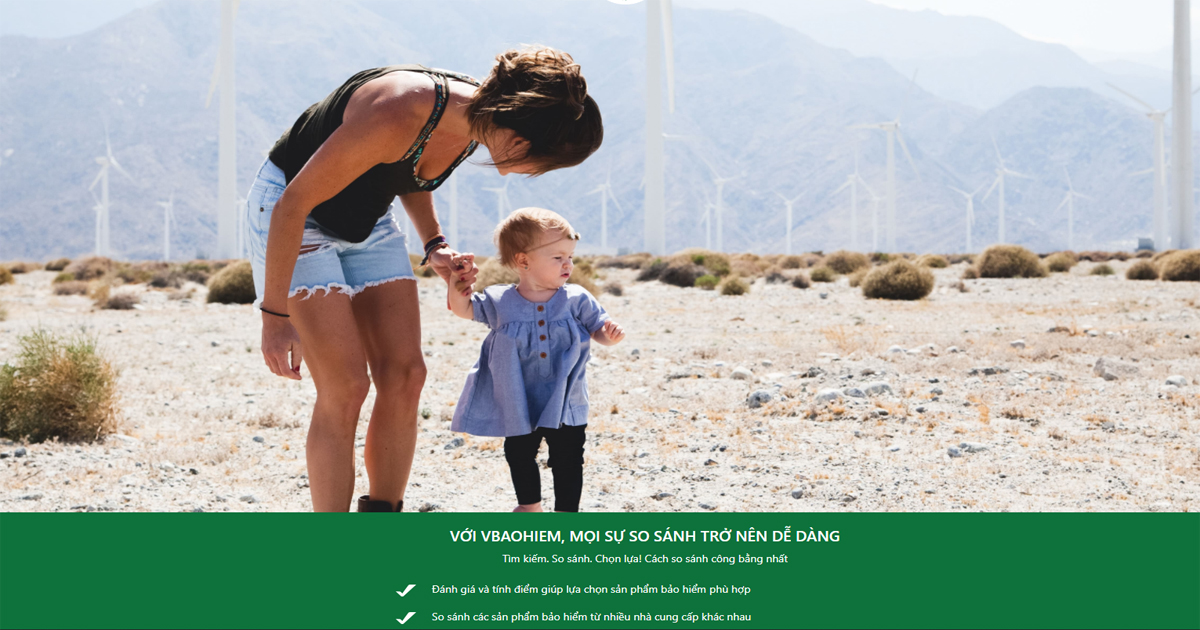 VỚI VBAOHIEM, MỌI SỰ SO SÁNH TRỞ NÊN DỄ DÀNG
Tìm kiếm. So sánh. Chọn lựa! Cách so sánh công bằng nhất
Đánh giá và tính điểm giúp lựa chọn sản phẩm bảo hiểm phù hợp
So sánh các sản phẩm bảo hiểm từ nhiều nhà cung cấp khác nhau